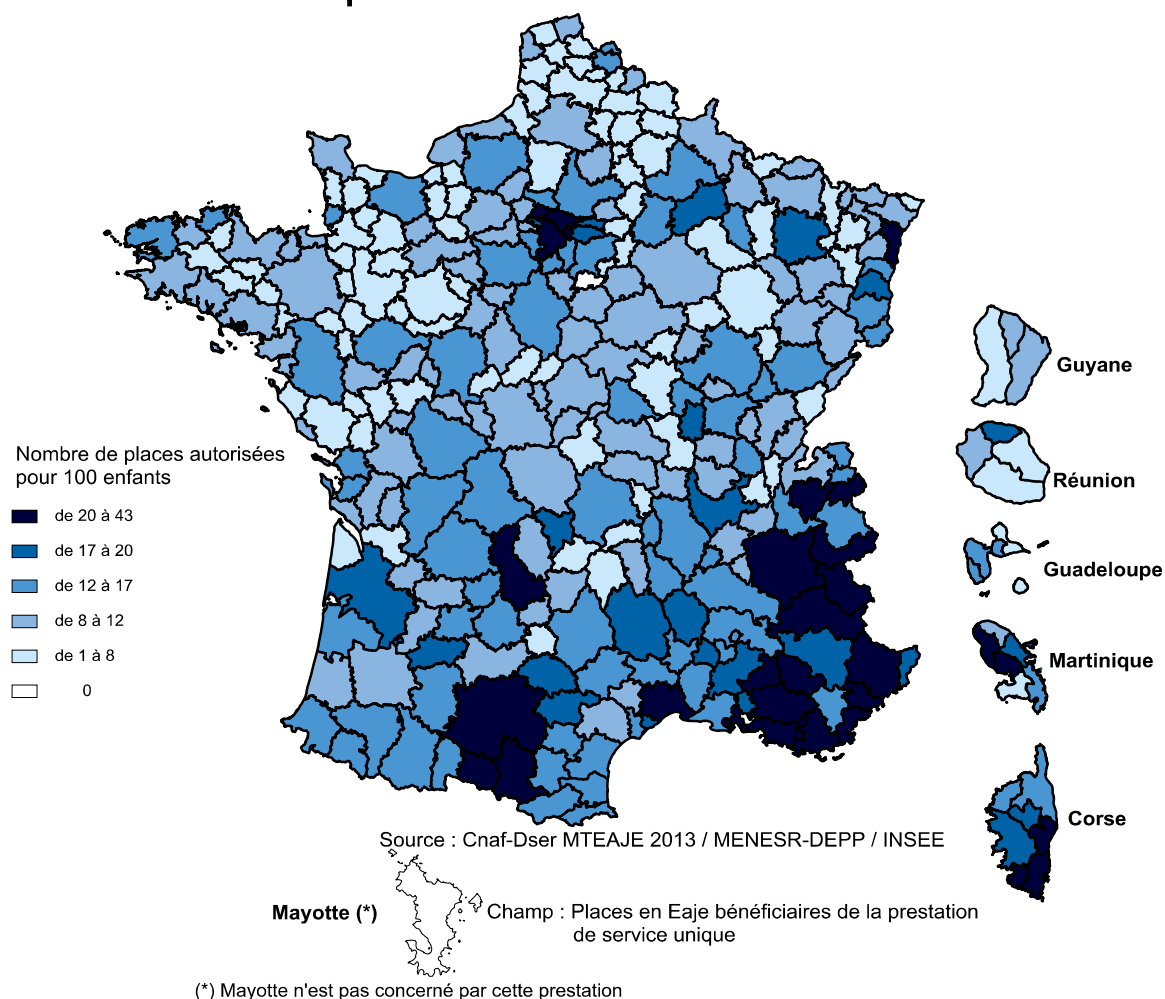 Guyane
Nombre de places autorisées
pour 100 enfants
Réunion
de 20 à 43
de 17 à 20
de 12 à 17
Guadeloupe
de 8 à 12
de 1 à 8
Martinique
0
Corse
Source : Cnaf-Dser MTEAJE 2013 / MENESR-DEPP / INSEE
Mayotte (*)
Champ : Places en Eaje bénéficiaires de la prestation
de service unique
(*) Mayotte n'est pas concerné par cette prestation